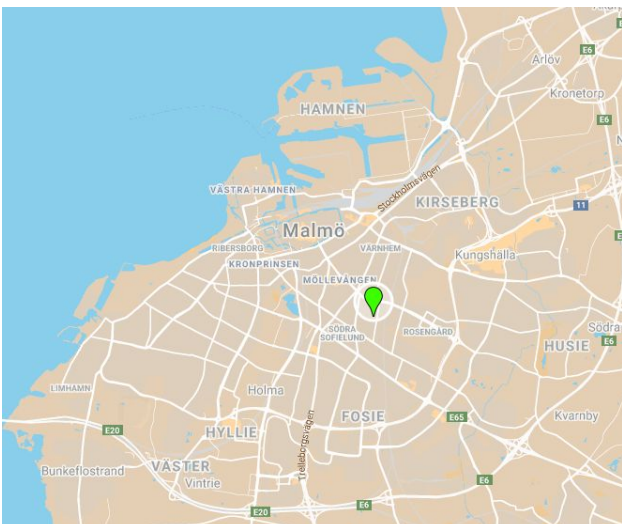 E6
Arlöv
Kronetorp
HAMNEN
E6
Stockholmsvägen
VÄSTRA HAMNEN
KIRSEBERG
11
Malmö
RIBERSBORG
VÄRNHEM
Kungshälla
KRONPRINSEN
MÖLLEVÅNGEN
SÖDRA
SOFIELUND
ROSENGÅRD
Södra
E6
HUSIE
LIMHAMN
Holma
FOSIE
E65
Kvarnby
E20
HYLLIE
Trelleborgsvägen
Bunkeflostrand
VÄSTER
Vintrie
E6
E20
E6